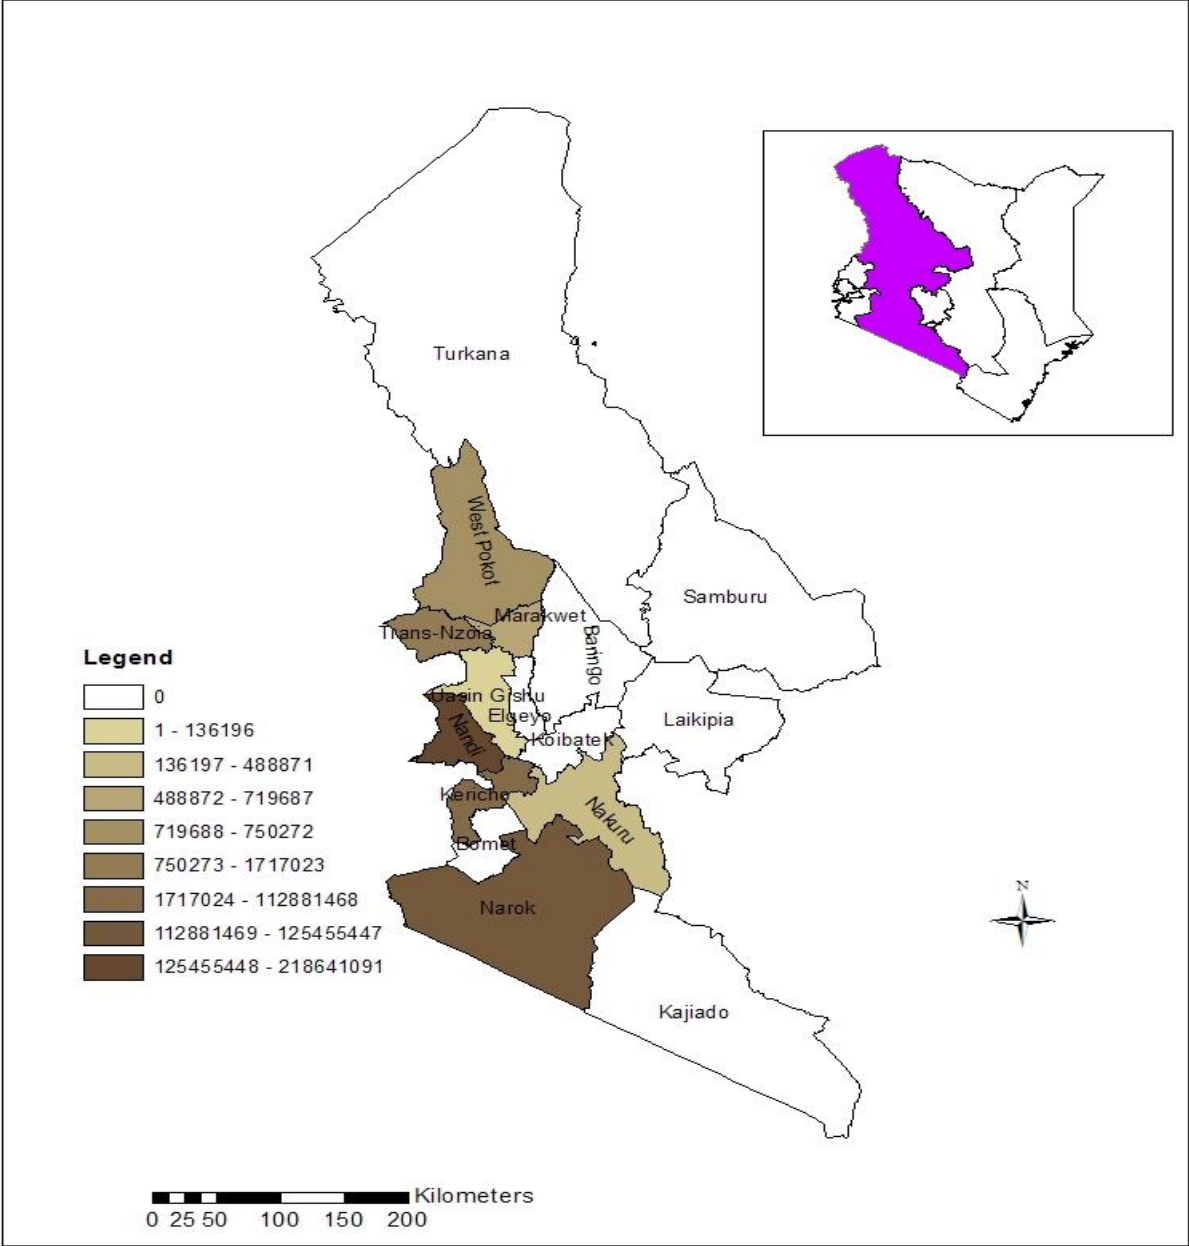 Turkana
West Pokot
Samburu
Marakwet
Trans-Nzoia
Baringo
Legend
0
1 - 136196
136197 - 488871
488872 - 719687
719688 - 750272
750273 - 1717023
1717024 - 112881468
112881469 - 125455447
125455448 - 218641091
Uasin Gishu
Elgeyo
Laikipia
Nandi
Koibatek
Kericho
Nakuru
Bomet
Narok
N
Kajiado
Kilometers
0 25 50 100 150 200